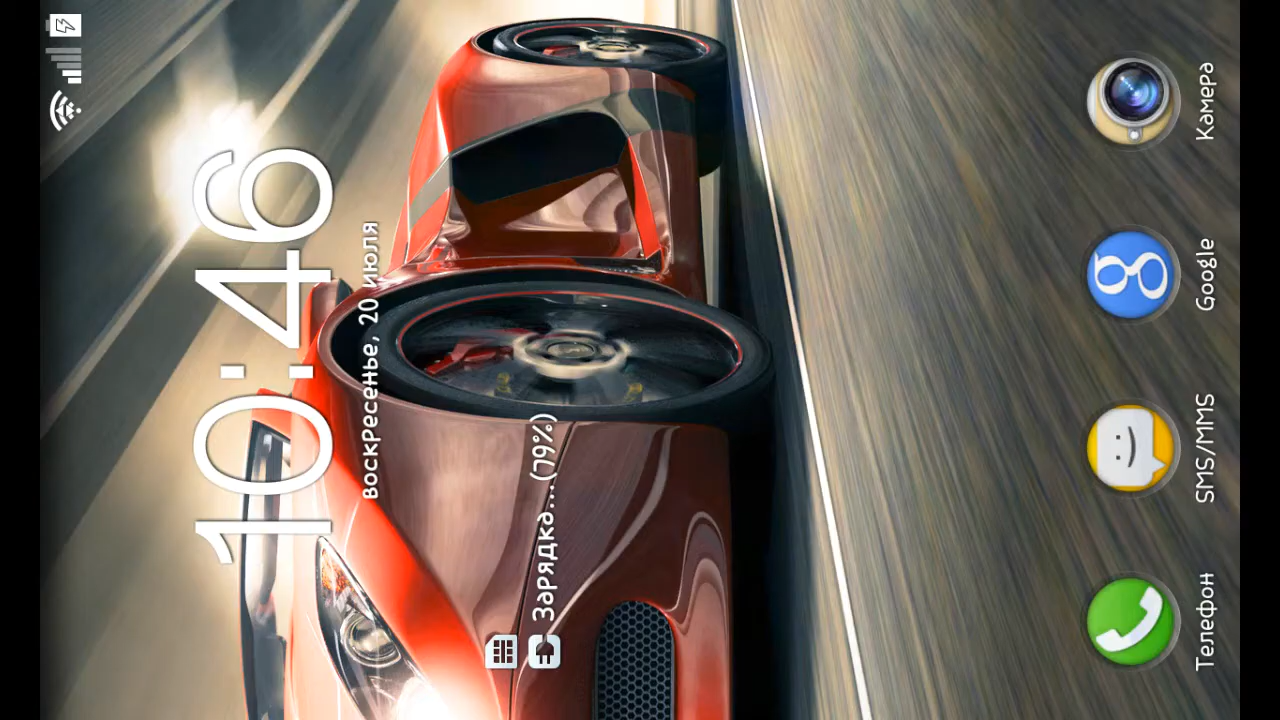 10:46
воскресенье, 20 июля
Зарядка... (79%)
Телефон
SMS/MMS
Google
Камера